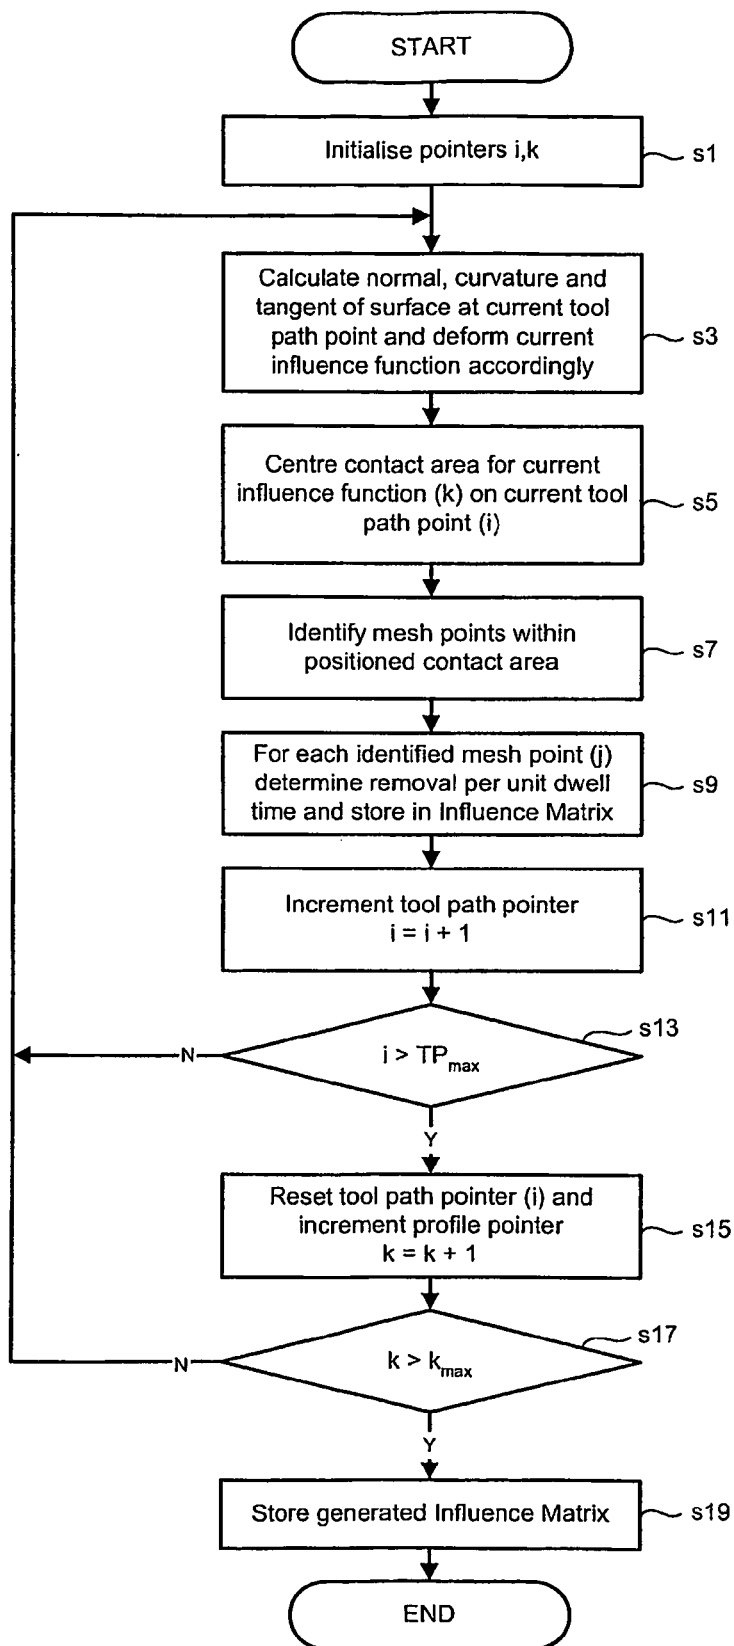 START
Initialise pointers i,k
s1
Calculate normal, curvature and
tangent of surface at current tool
path point and deform current
influence function accordingly
s3
Centre contact area for current
influence function (k) on current tool
path point (i)
s5
Identify mesh points within
positioned contact area
s7
For each identified mesh point (j)
determine removal per unit dwell
time and store in Influence Matrix
s9
Increment tool path pointer
i = i + 1
s11
i > TPmax
s13
N
Y
Reset tool path pointer (i) and
increment profile pointer
k = k + 1
s15
k > kmax
s17
N
Y
Store generated Influence Matrix
s19
END